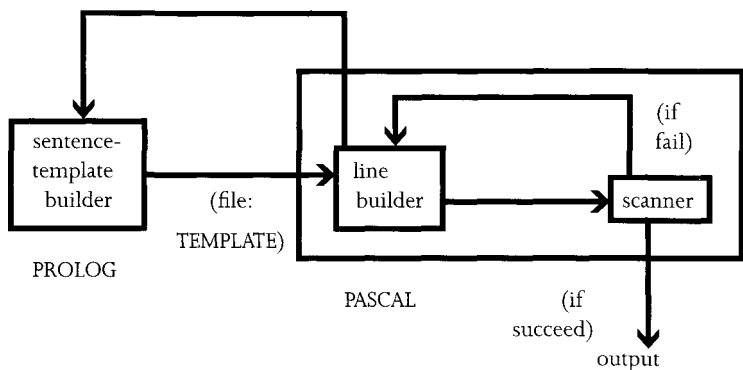 sentence-
template
builder
PROLOG
(file:
TEMPLATE)
line
builder
PASCAL
(if
fail)
scanner
(if
succeed)
output